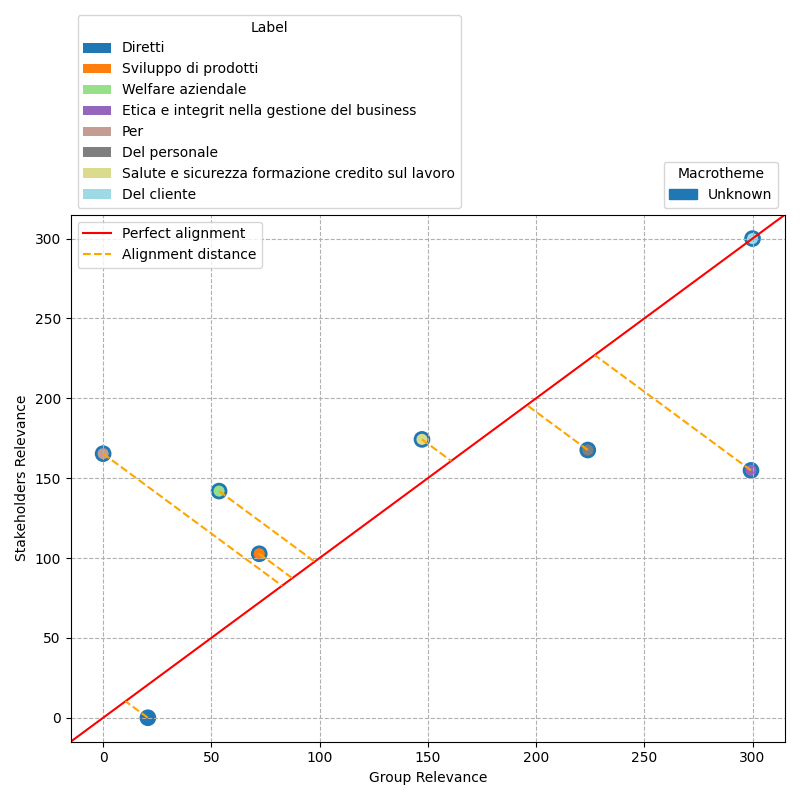 Label
Diretti
Sviluppo di prodotti
Welfare aziendale
Etica e integrit nella gestione del business
Per
Del personale
Salute e sicurezza formazione credito sul lavoro
Del cliente
Macrotheme
Unknown
Perfect alignment
Alignment distance
300
250
200
150
100
50
0
Stakeholders Relevance
0 50 100 150 200 250 300
Group Relevance